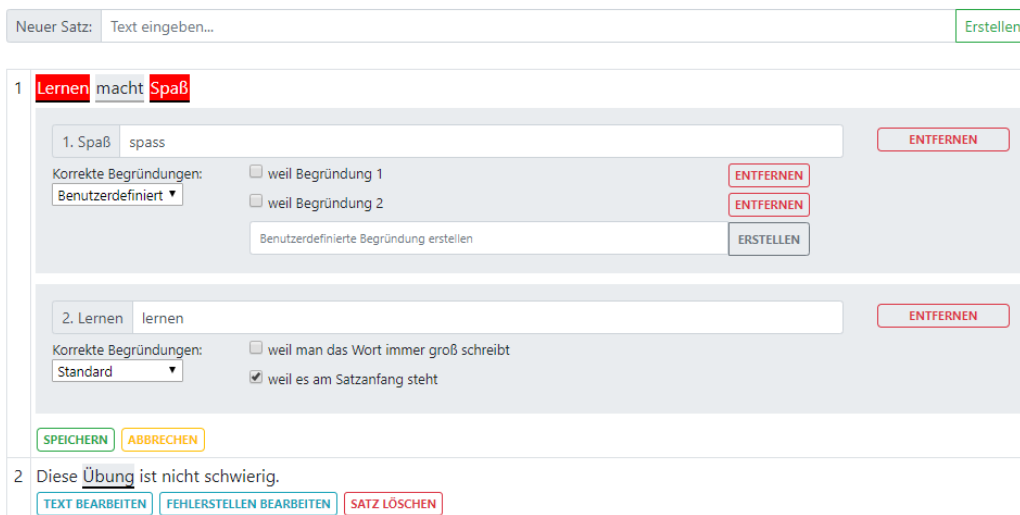 Neuer Satz: Text eingeben... Erstellen
1 Lernen macht Spaß
1. Spaß spass ENTFERNEN
Korrekte Begründungen: weil Begründung 1 ENTFERNEN
Benutzerdefiniert weil Begründung 2 ENTFERNEN
Benutzerdefinierte Begründung erstellen ERSTELLEN
2. Lernen lernen ENTFERNEN
Korrekte Begründungen: weil man das Wort immer groß schreibt
Standard weil es am Satzanfang steht
SPEICHERN ABBRECHEN
2 Diese Übung ist nicht schwierig.
TEXT BEARBEITEN FEHLERSTELLEN BEARBEITEN SATZ LÖSCHEN